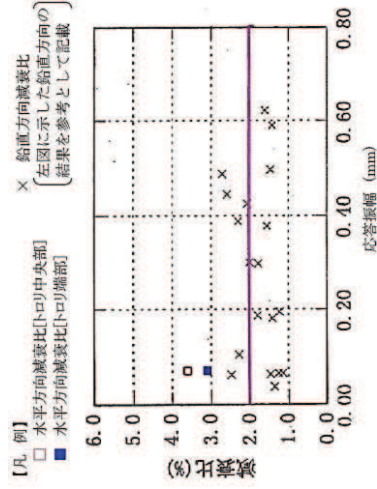 【凡　例】
□ 水平方向減衰比[トロリ中央部]
■ 水平方向減衰比[トロリ端部]
× 鉛直方向減衰比
左図に示した鉛直方向の
結果を参考として記載
減衰比(%)
6.0
5.0
4.0
3.0
2.0
1.0
0.00
0.20
0.40
0.60
0.80
応答振幅(mm)